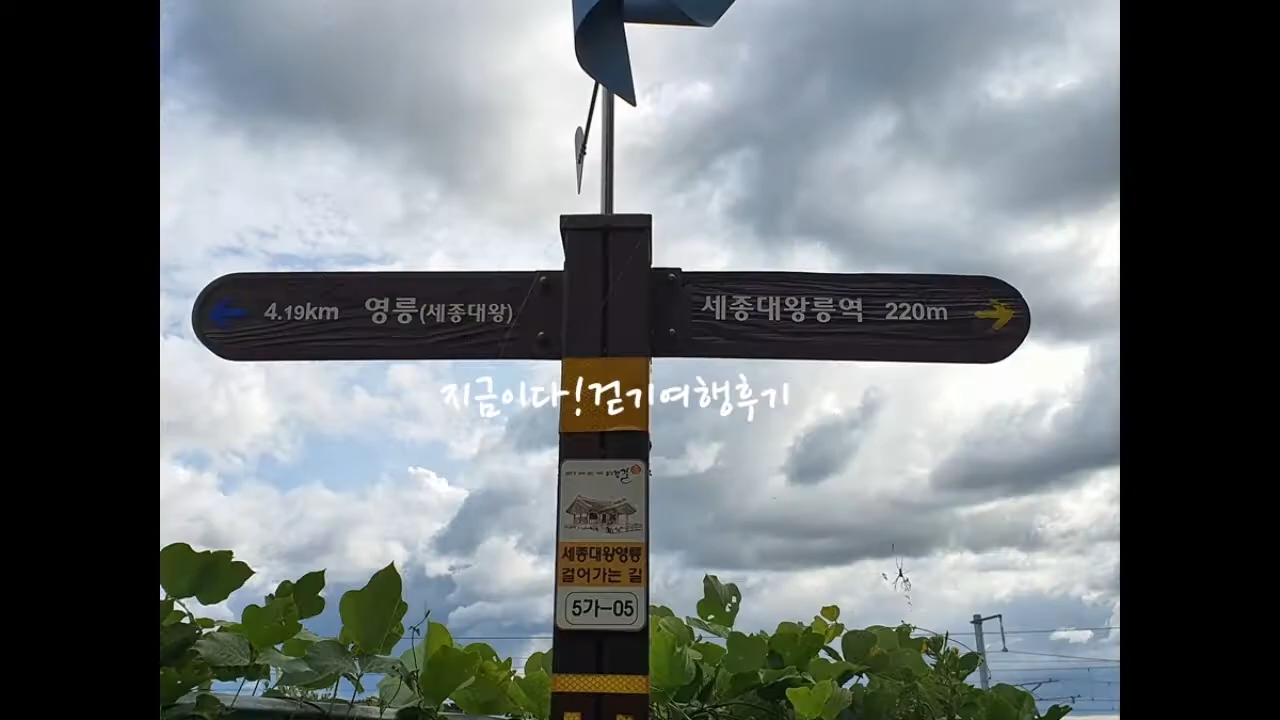 4.19km 영릉(세종대왕)
세종대왕릉역 220m
지금이다!걷기여행후기
세종대왕영릉
걸어가는 길
5가-05